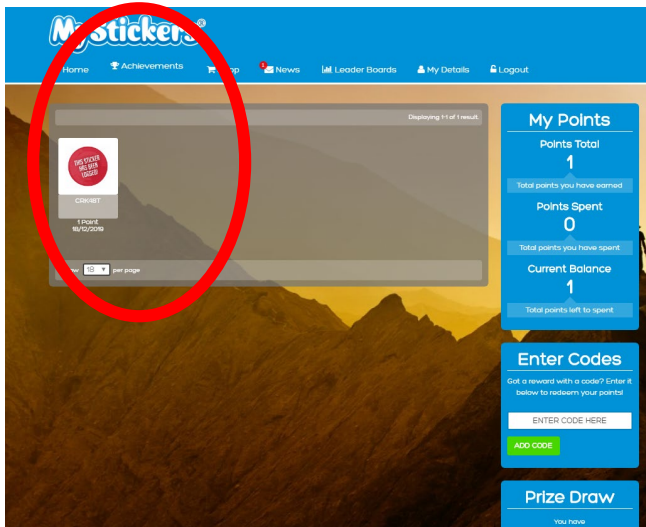 MyStickers®
Home
Achievements
1
News
Leader Boards
My Details
Logout
Displaying 1-1 of 1 result.
THIS STICKER
HAS BEEN
LOGGED!
1 Point
18/12/2019
18 per page
My Points
Points Total
1
Total points you have earned
Points Spent
0
Total points you have spent
Current Balance
1
Total points left to spent
Enter Codes
Got a reward with a code? Enter it
below to redeem your points!
ENTER CODE HERE
ADD CODE
Prize Draw
You have